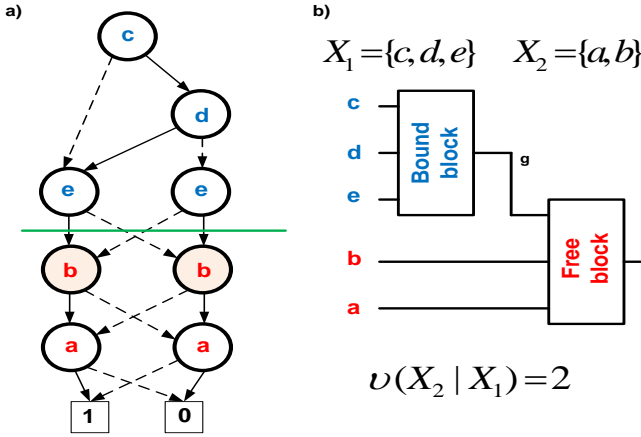 a)
c
d
e
e
b
b
a
a
1
0
b)
X₁={c,d,e}
X₂={a,b}
c
d
e
b
a
Bound
block
g
Free
block
υ(X₂ | X₁)=2